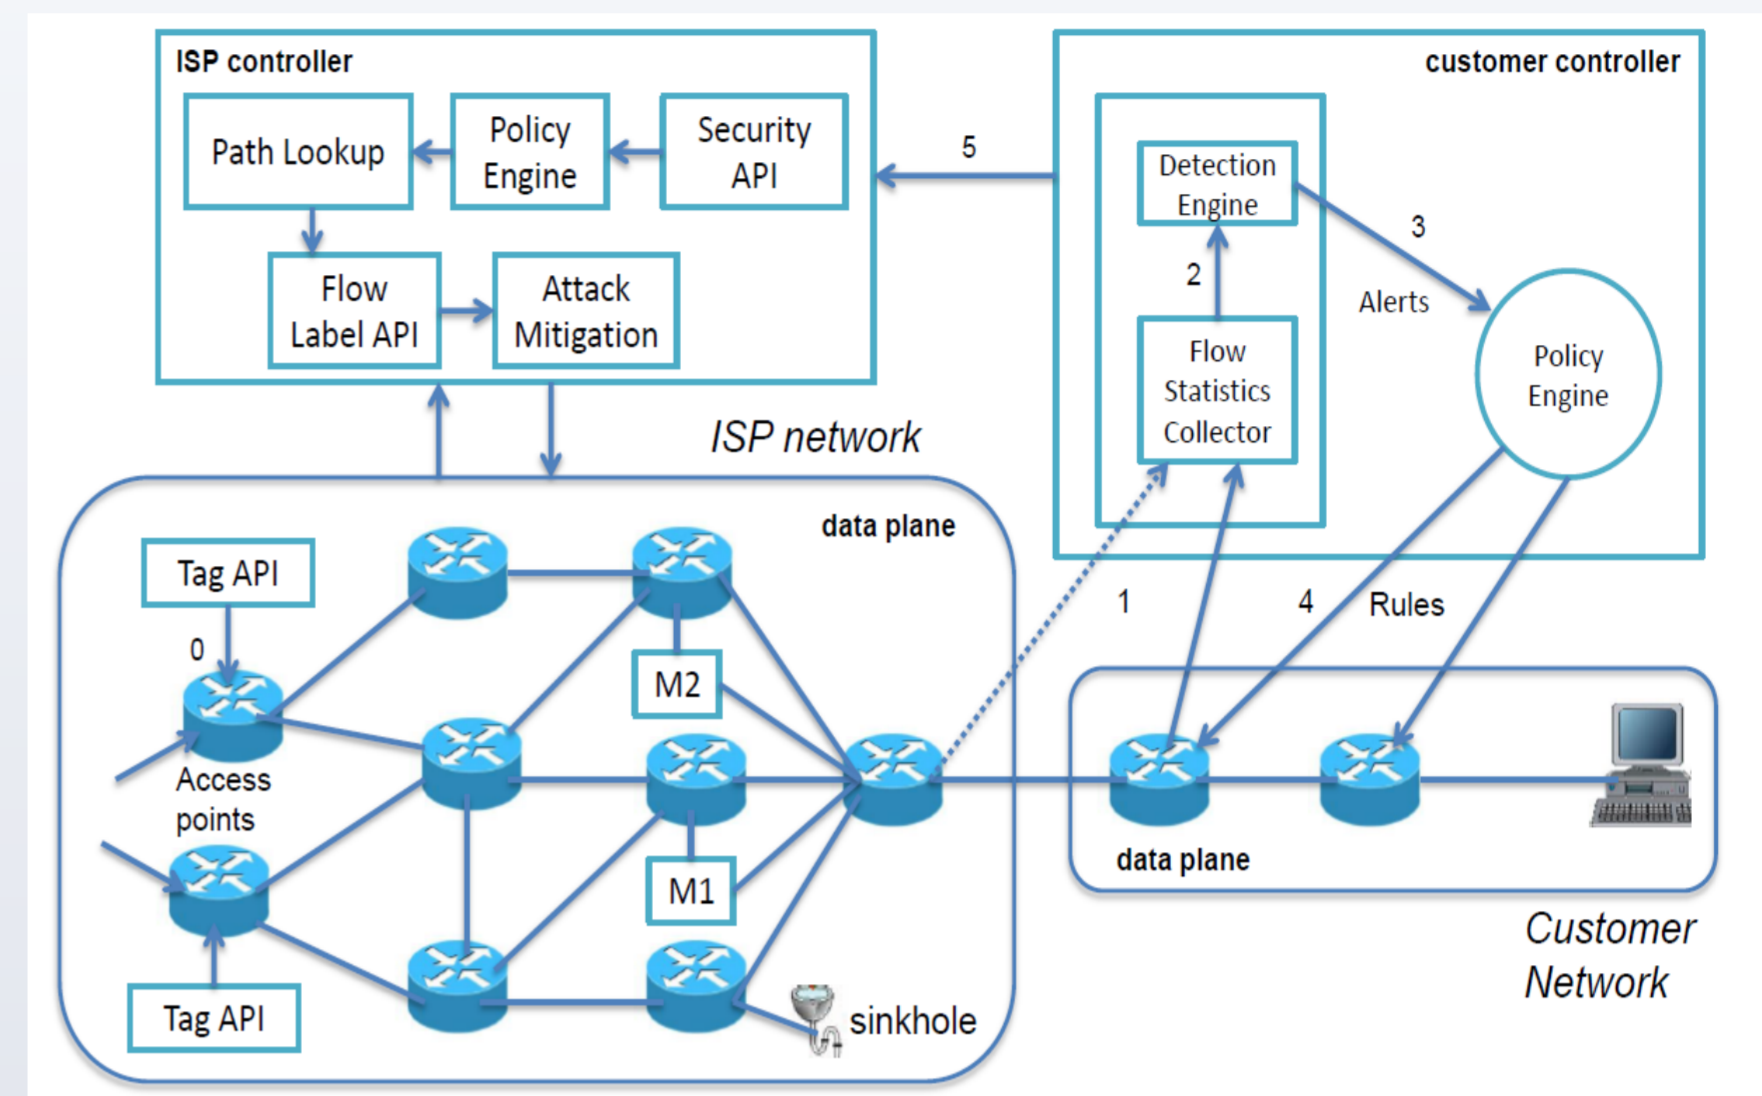 ISP controller
Path Lookup
Policy
Engine
Security
API
Flow
Label API
Attack
Mitigation
5
customer controller
Detection
Engine
2
Flow
Statistics
Collector
3
Alerts
Policy
Engine
ISP network
data plane
Tag API
0
Access
points
Tag API
M2
M1
sinkhole
1
4
Rules
data plane
Customer
Network